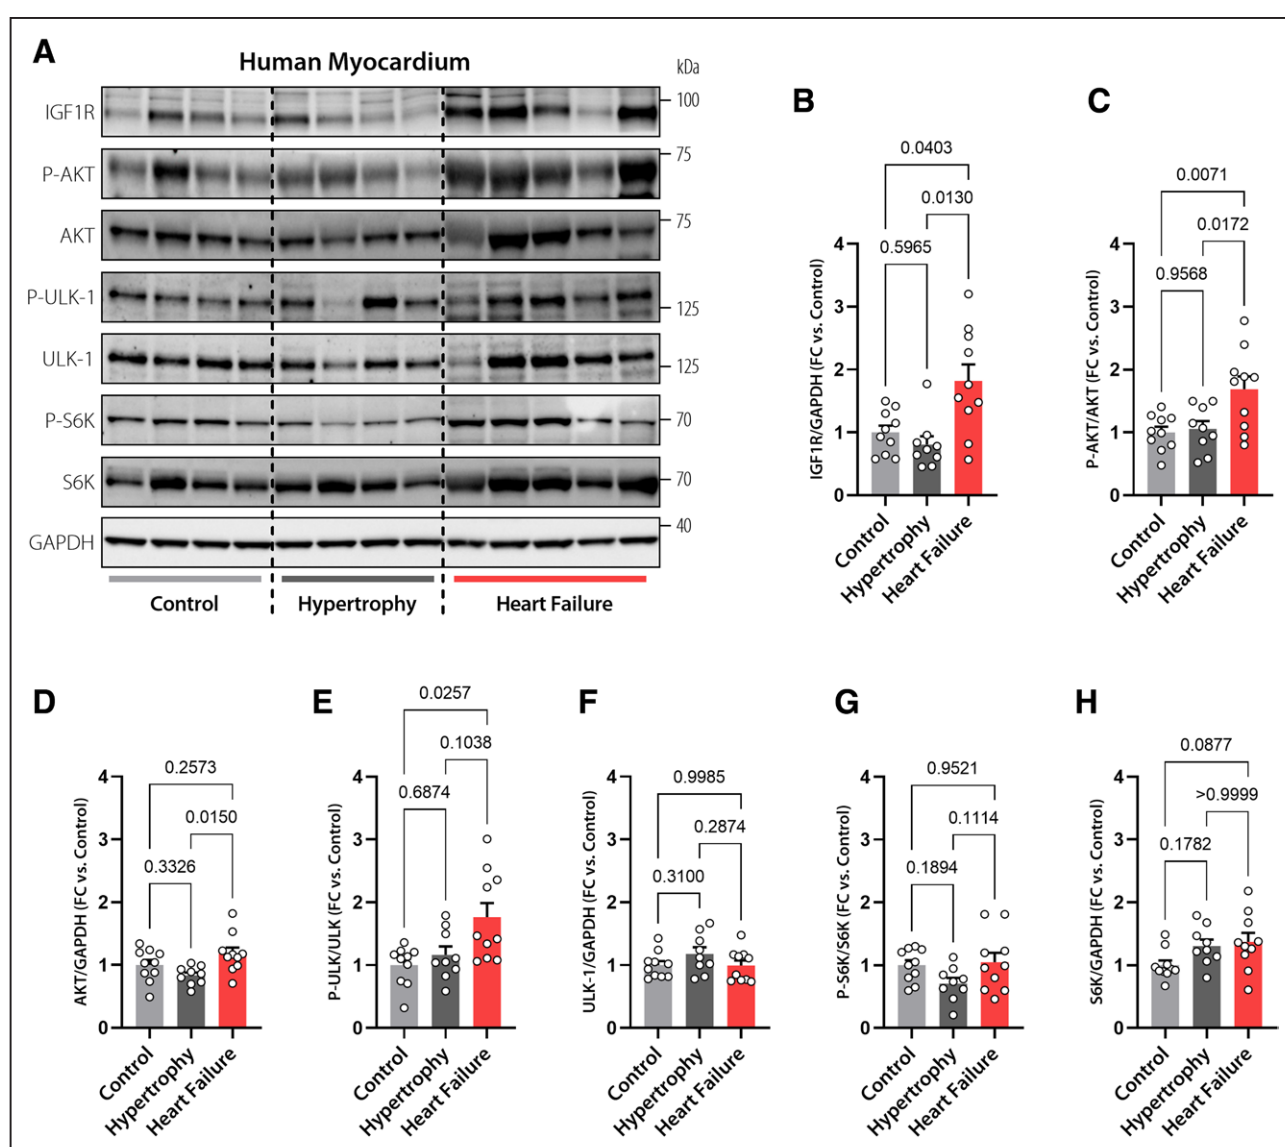 A
Human Myocardium
kDa
IGF1R
100
P-AKT
75
AKT
75
P-ULK-1
125
ULK-1
125
P-S6K
70
S6K
70
GAPDH
40
Control
Hypertrophy
Heart Failure
B
0.0403
0.0130
0.5965
IGF1R/GAPDH (FC vs. Control)
4
3
2
1
0
Control
Hypertrophy
Heart Failure
C
0.0071
0.0172
0.9568
P-AKT/AKT (FC vs. Control)
4
3
2
1
0
Control
Hypertrophy
Heart Failure
D
0.2573
0.0150
0.3326
AKT/GAPDH (FC vs. Control)
4
3
2
1
0
Control
Hypertrophy
Heart Failure
E
0.0257
0.1038
0.6874
P-ULK/ULK (FC vs. Control)
4
3
2
1
0
Control
Hypertrophy
Heart Failure
F
0.9985
0.2874
0.3100
ULK-1/GAPDH (FC vs. Control)
4
3
2
1
0
Control
Hypertrophy
Heart Failure
G
0.9521
0.1114
0.1894
P-S6K/S6K (FC vs. Control)
4
3
2
1
0
Control
Hypertrophy
Heart Failure
H
0.0877
>0.9999
0.1782
S6K/GAPDH (FC vs. Control)
4
3
2
1
0
Control
Hypertrophy
Heart Failure